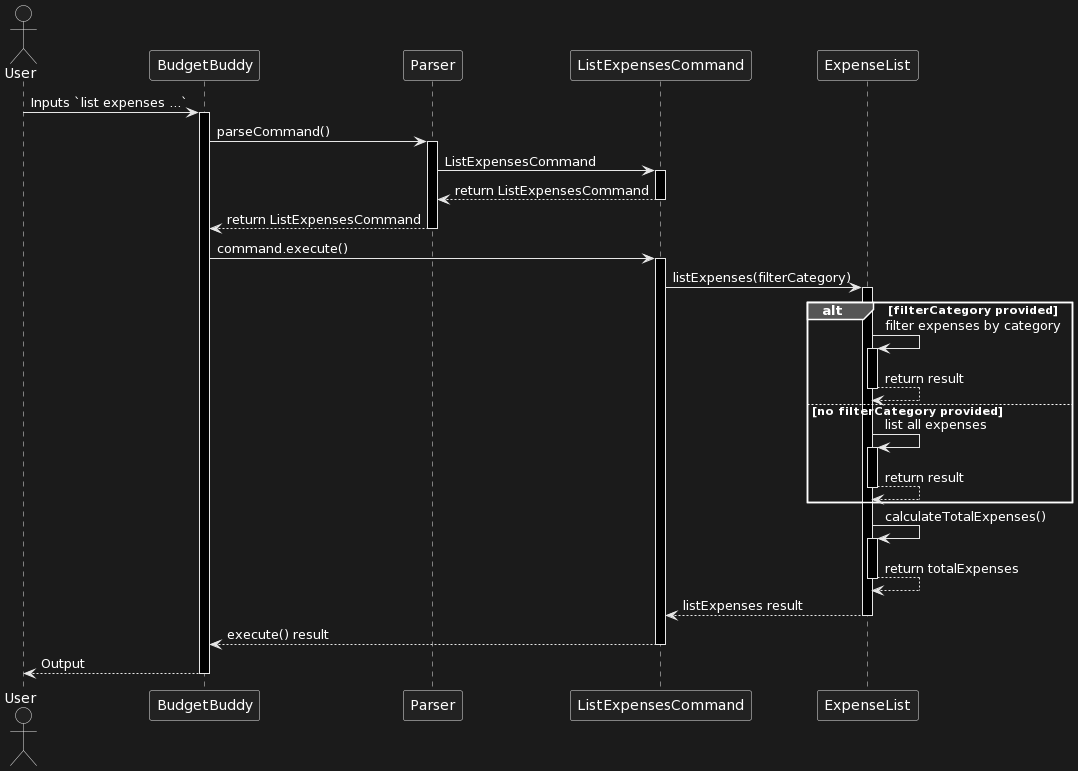 User
BudgetBuddy
Parser
ListExpensesCommand
ExpenseList
Inputs `list expenses ...`
parseCommand()
ListExpensesCommand
return ListExpensesCommand
return ListExpensesCommand
command.execute()
listExpenses(filterCategory)
alt
[filterCategory provided]
filter expenses by category
return result
[no filterCategory provided]
list all expenses
return result
calculateTotalExpenses()
return totalExpenses
listExpenses result
execute() result
Output
User
BudgetBuddy
Parser
ListExpensesCommand
ExpenseList